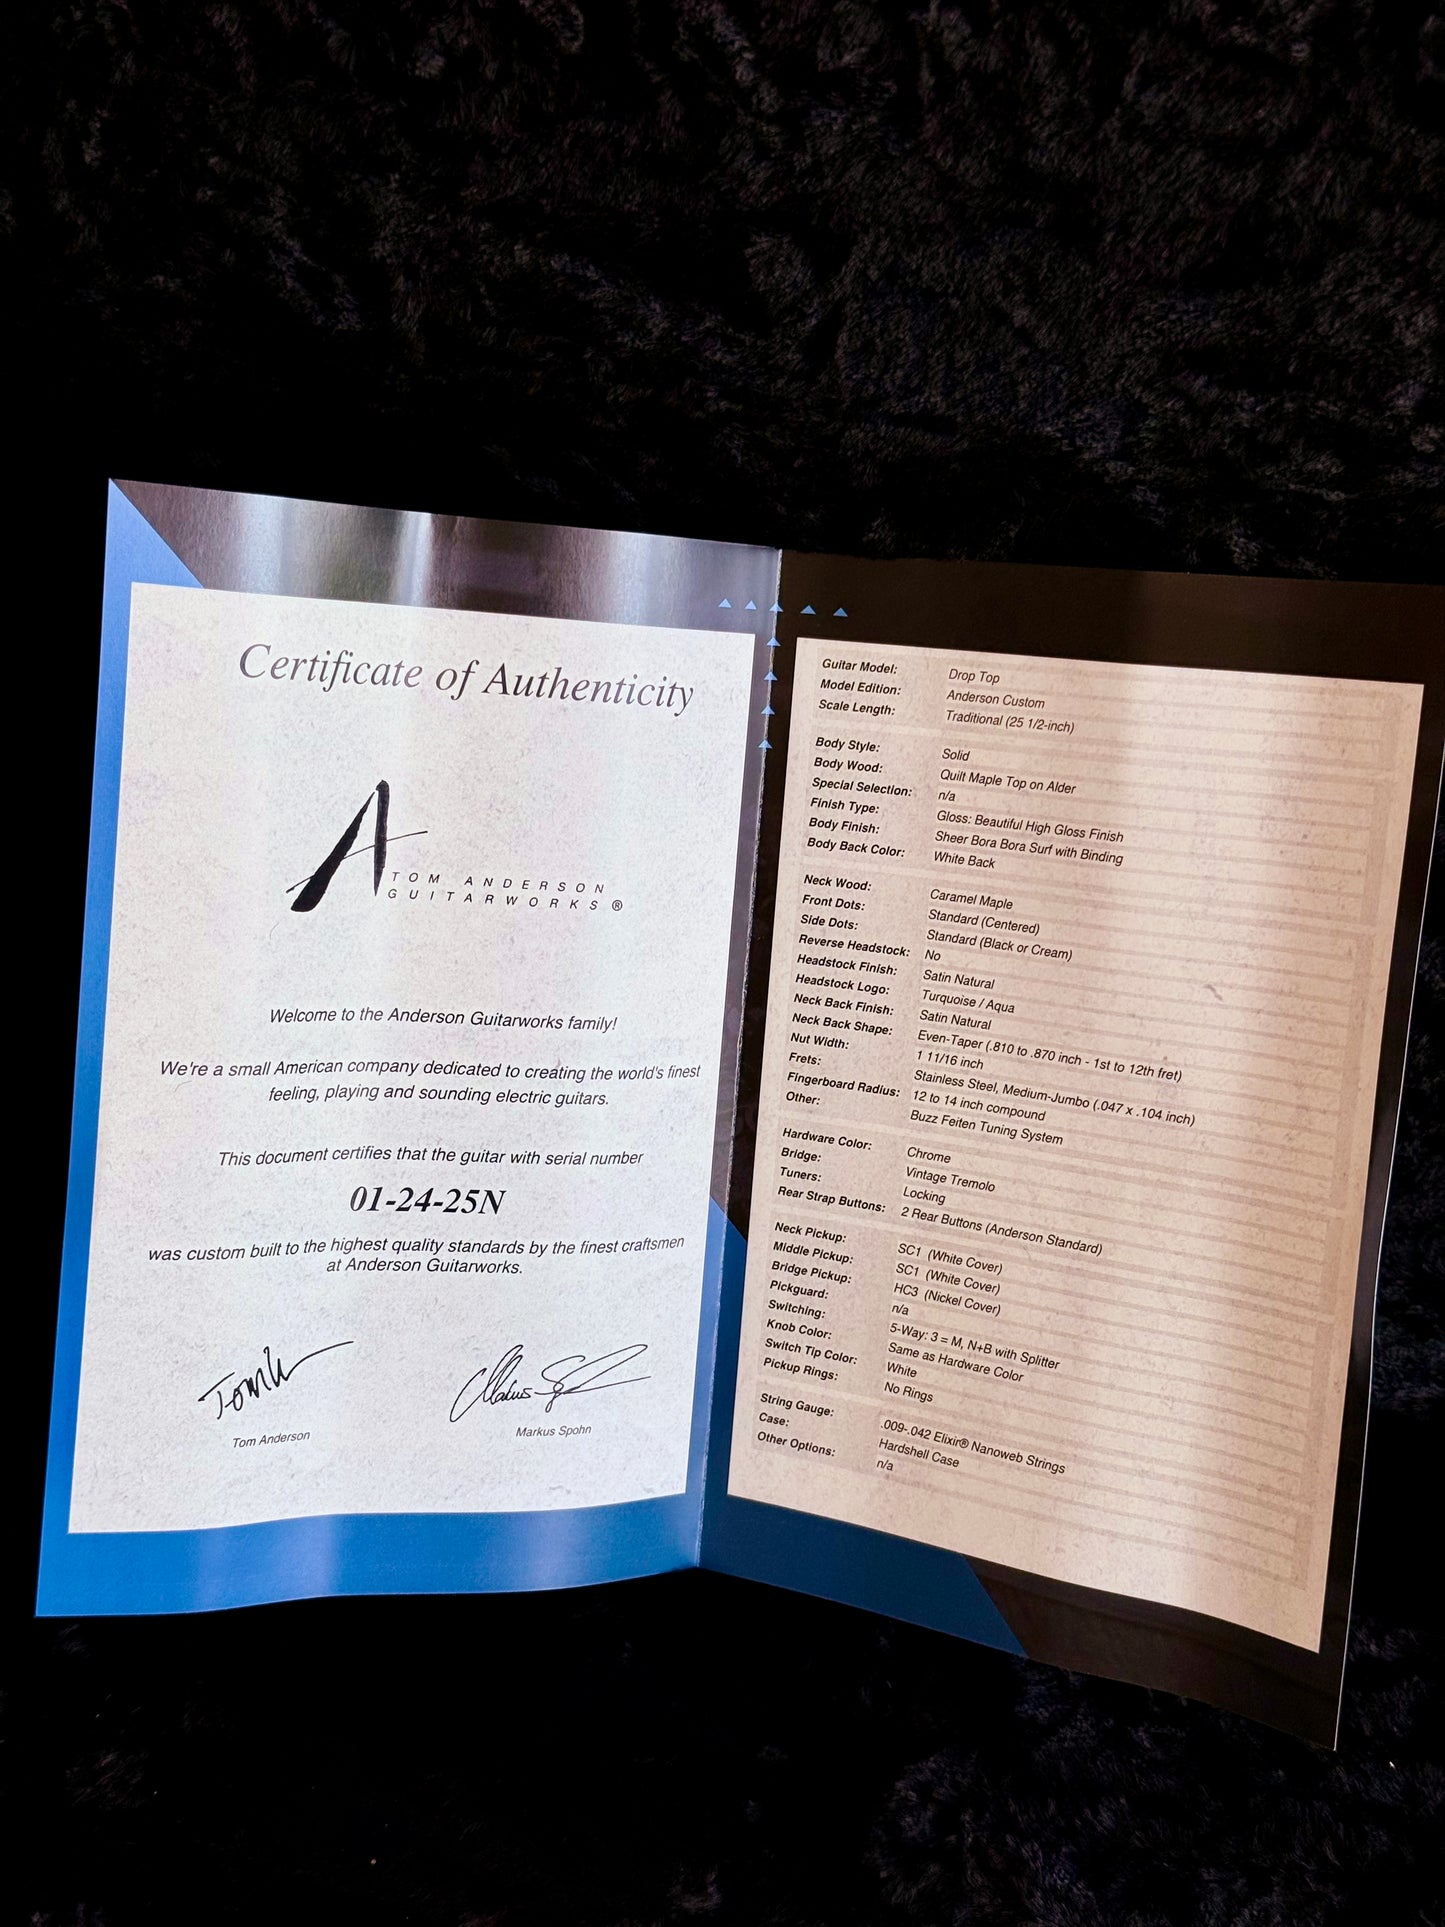 Certificate of Authenticity
A
TOM ANDERSON
GUITARWORKS®
Welcome to the Anderson Guitarworks family!
We're a small American company dedicated to creating the world's finest
feeling, playing and sounding electric guitars.
This document certifies that the guitar with serial number
01-24-25N
was custom built to the highest quality standards by the finest craftsmen
at Anderson Guitarworks.
Tom Anderson
Markus Spohn
Guitar Model: Drop Top
Model Edition: Anderson Custom
Scale Length: Traditional (25 1/2-inch)
Body Style: Solid
Body Wood: Quilt Maple Top on Alder
Special Selection: n/a
Finish Type: Gloss: Beautiful High Gloss Finish
Body Finish: Sheer Bora Bora Surf with Binding
Body Back Color: White Back
Neck Wood: Caramel Maple
Front Dots: Standard (Centered)
Side Dots: Standard (Black or Cream)
Reverse Headstock: No
Headstock Finish: Satin Natural
Headstock Logo: Turquoise / Aqua
Neck Back Finish: Satin Natural
Neck Back Shape: Even-Taper (.810 to .870 inch - 1st to 12th fret)
Nut Width: 1 11/16 inch
Frets: Stainless Steel, Medium-Jumbo (.047 x .104 inch)
Fingerboard Radius: 12 to 14 inch compound
Other: Buzz Feiten Tuning System
Hardware Color: Chrome
Bridge: Vintage Tremolo
Tuners: Locking
Rear Strap Buttons: 2 Rear Buttons (Anderson Standard)
Neck Pickup: SC1 (White Cover)
Middle Pickup: SC1 (White Cover)
Bridge Pickup: HC3 (Nickel Cover)
Pickguard: n/a
Switching: 5-Way: 3 = M, N+B with Splitter
Knob Color: Same as Hardware Color
Switch Tip Color: White
Pickup Rings: No Rings
String Gauge: .009-.042 Elixir® Nanoweb Strings
Case: Hardshell Case
Other Options: n/a